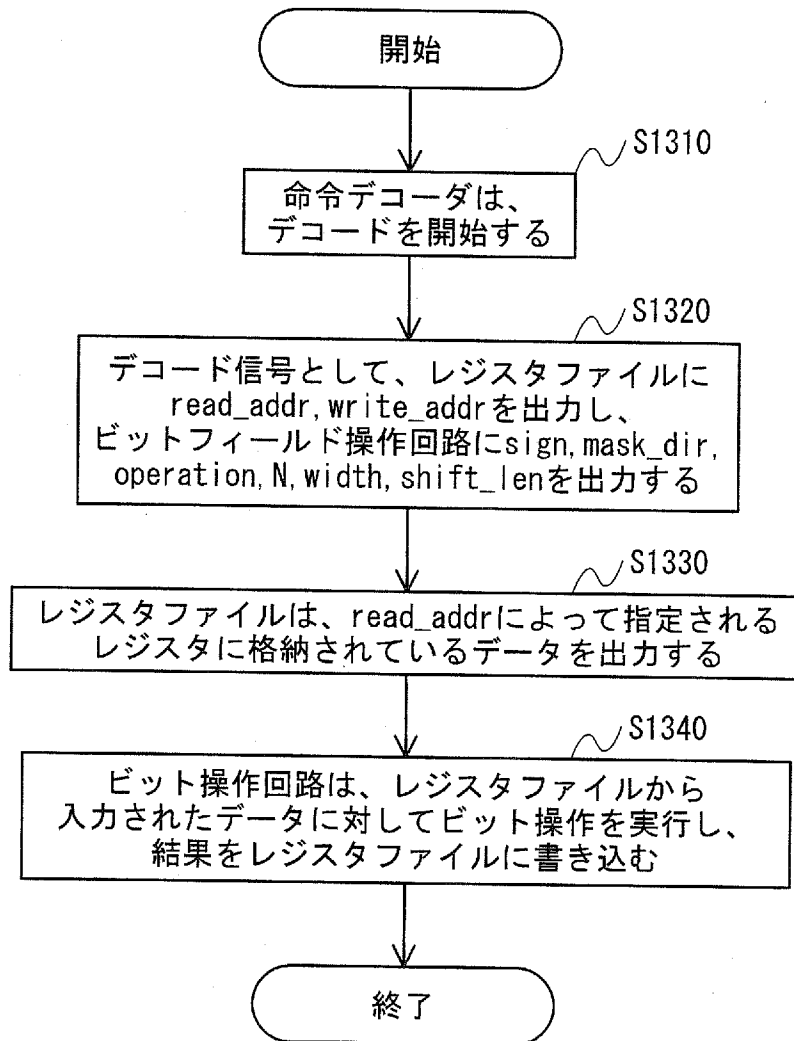 開始
S1310
命令デコーダは、
デコードを開始する
S1320
デコード信号として、レジスタファイルに
read_addr,write_addrを出力し、
ビットフィールド操作回路にsign,mask_dir,
operation,N,width,shift_lenを出力する
S1330
レジスタファイルは、read_addrによって指定される
レジスタに格納されているデータを出力する
S1340
ビット操作回路は、レジスタファイルから
入力されたデータに対してビット操作を実行し、
結果をレジスタファイルに書き込む
終了